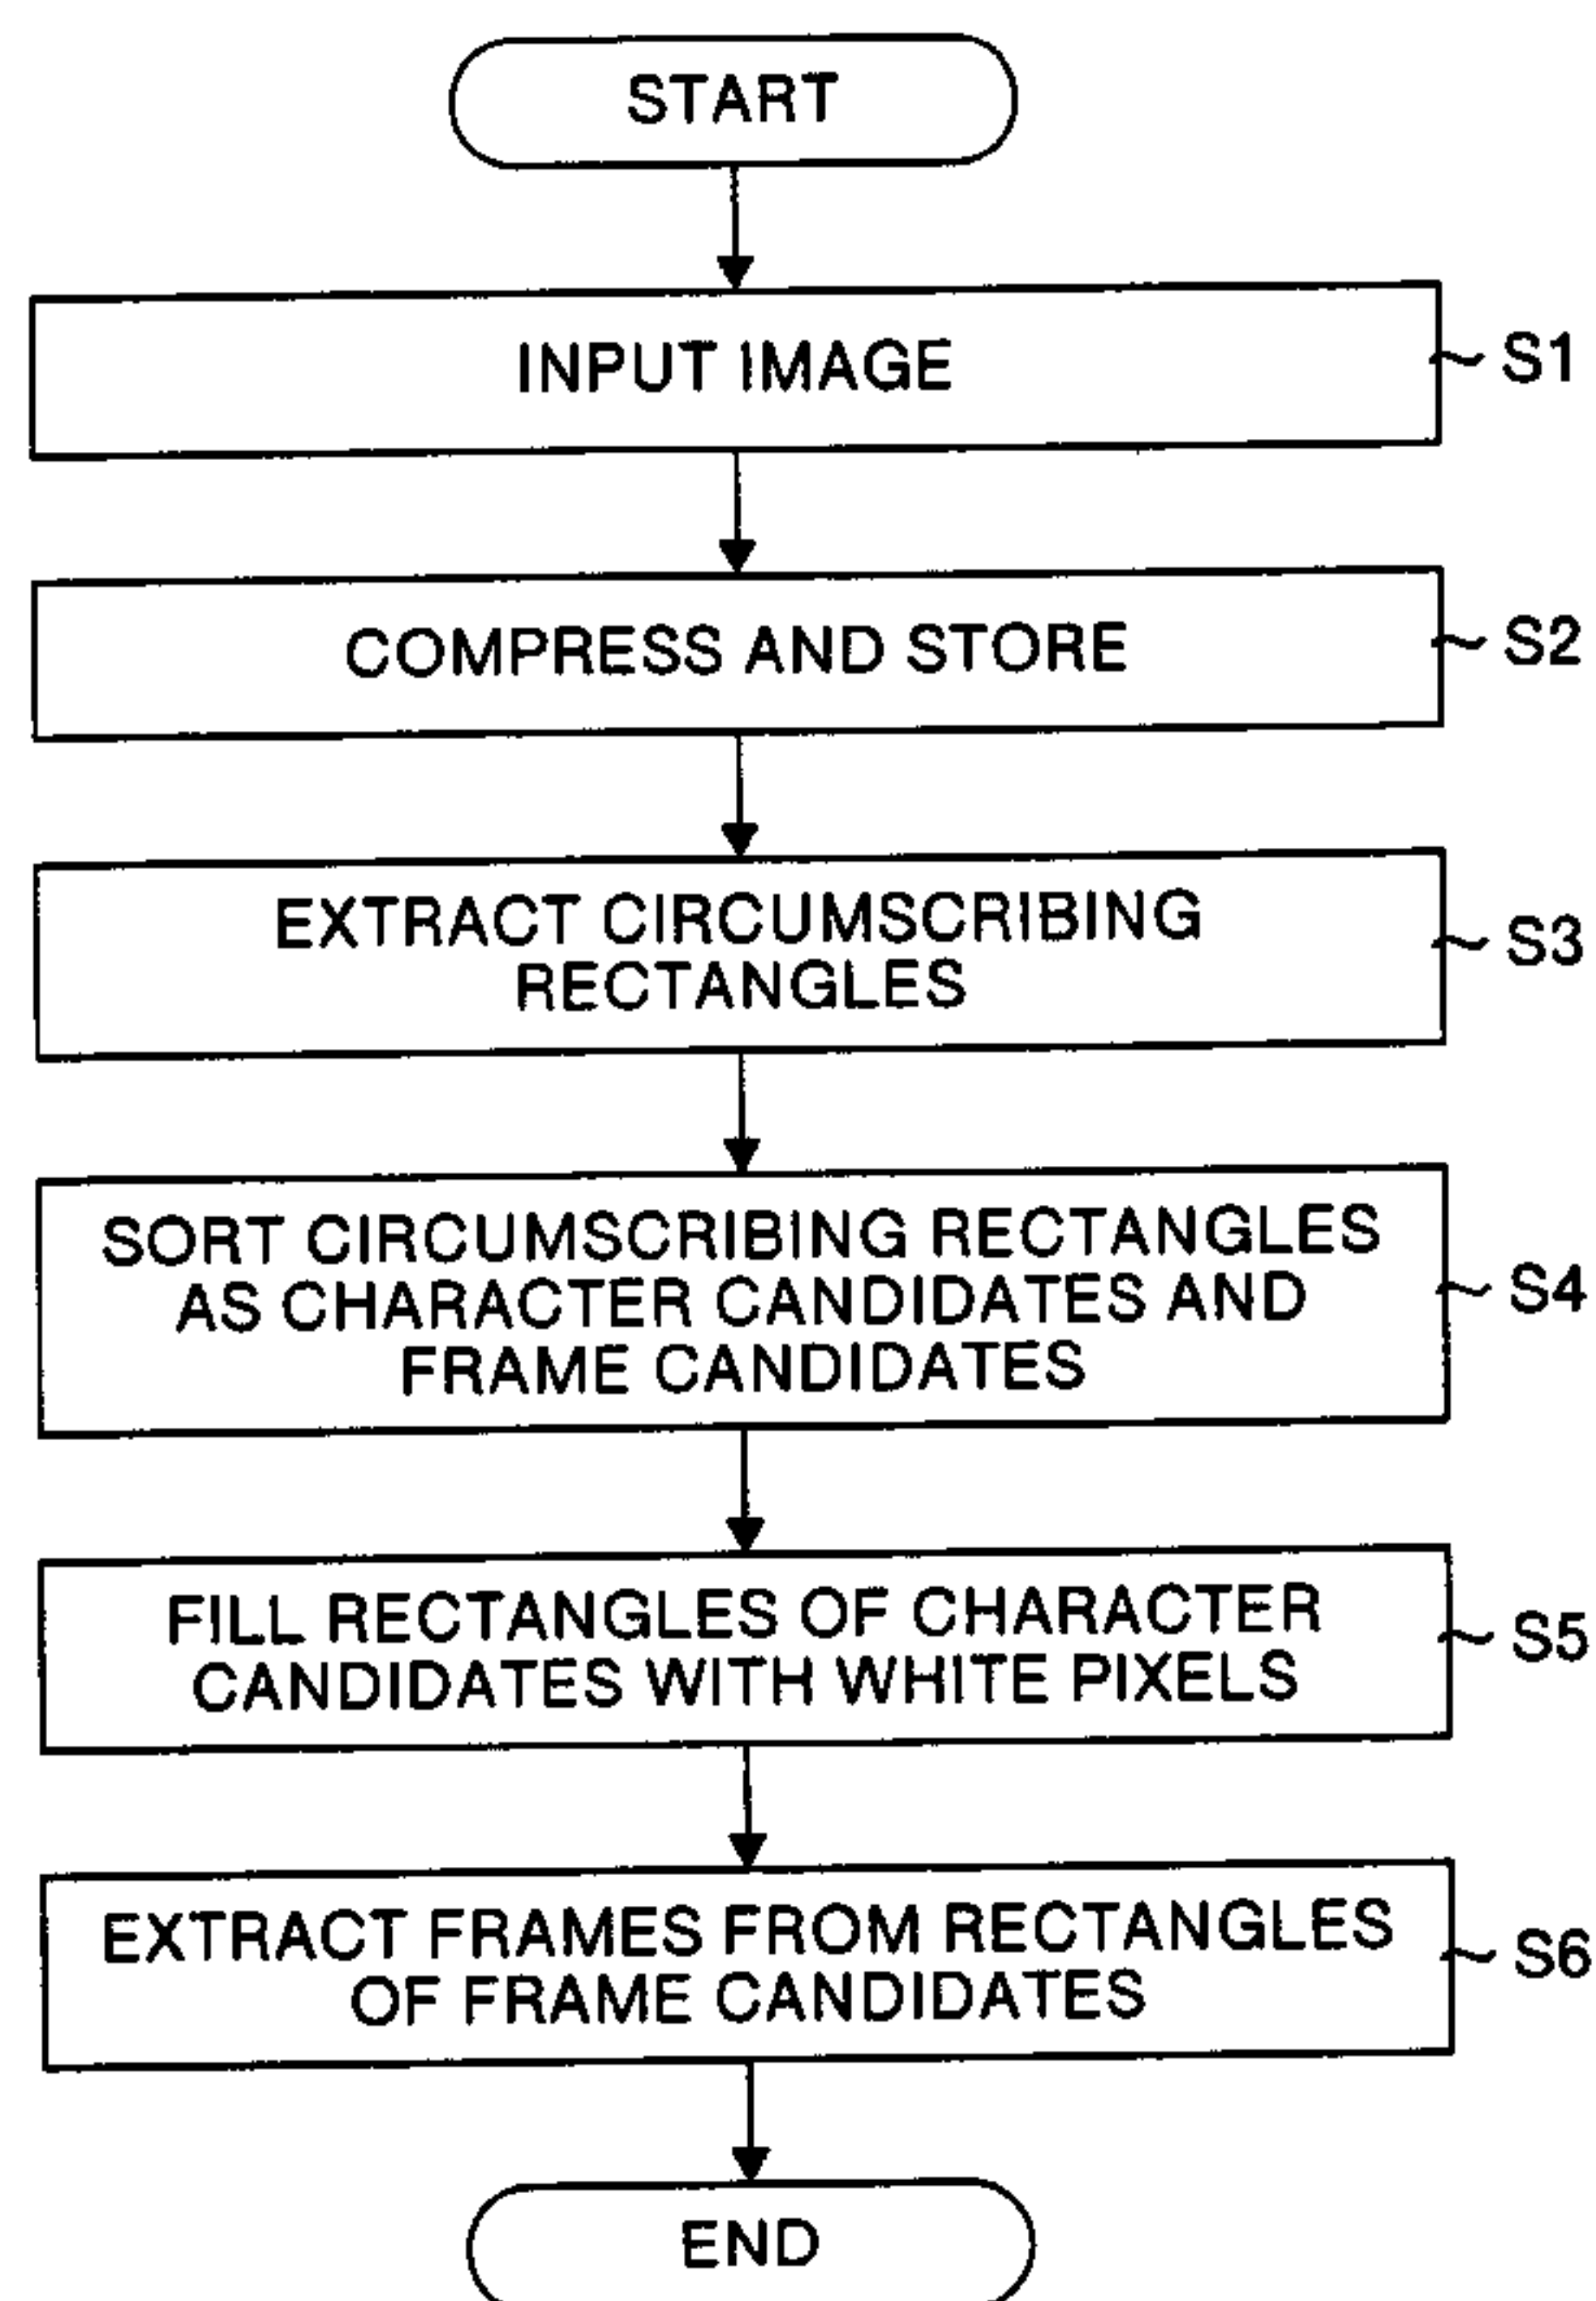 START
INPUT IMAGE
S1
COMPRESS AND STORE
S2
EXTRACT CIRCUMSCRIBING
RECTANGLES
S3
SORT CIRCUMSCRIBING RECTANGLES
AS CHARACTER CANDIDATES AND
FRAME CANDIDATES
S4
FILL RECTANGLES OF CHARACTER
CANDIDATES WITH WHITE PIXELS
S5
EXTRACT FRAMES FROM RECTANGLES
OF FRAME CANDIDATES
S6
END